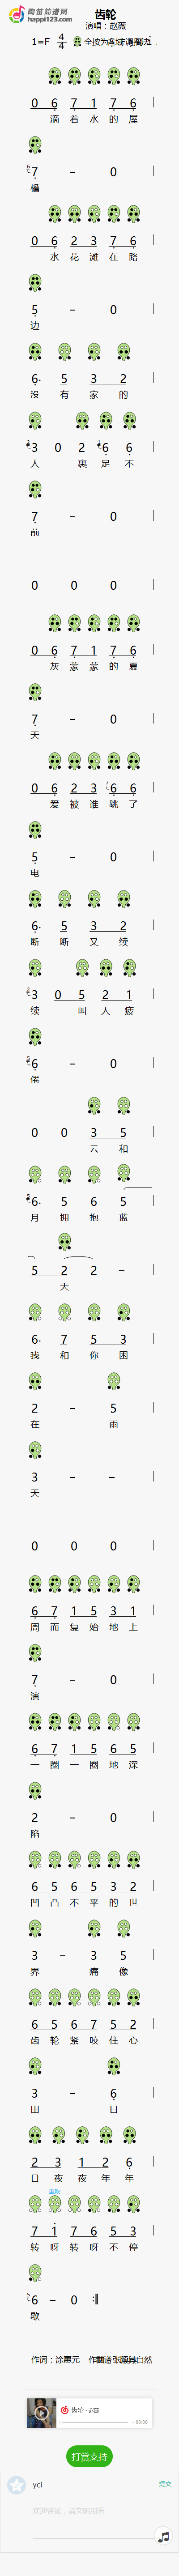 陶笛简谱网
happi123.com
齿轮
演唱：赵薇
1=F 4/4
全按为
0 6 7 1 7 6
滴 着 水 的 屋
7 – 0
檐
0 6 2 3 7 6
水 花 滩 在 路
5 – 0
边
6. 5 3 2
没 有 家 的
3 0 2 6 6
人 裹 足 不
7 – 0
前
0 0 0
0 6 7 1 7 6
灰 蒙 蒙 的 夏
7 – 0
天
0 6 2 3 6 6
爱 被 谁 跳 了
5 – 0
电
6. 5 3 2
断 断 又 续
3 0 5 2 1
续 叫 人 疲
6 – 0
倦
0 0 3 5
云 和
6. 5 6 5
月 拥 抱 蓝
5 2 2 –
天
6. 7 5 3
我 和 你 困
2 – 5
在 雨
3 – –
天
0 0 0
6 7 1 5 3 1
周 而 复 始 地 上
7 – 0
演
6 7 1 5 6 5
一 圈 一 圈 地 深
2 – 0
陷
6 5 6 5 3 2
凹 凸 不 平 的 世
3 – 3 5
界 痛 像
6 5 6 7 5 2
齿 轮 紧 咬 住 心
3 – 6
田 日
2 3 1 2 6
日 夜 夜 年 年
重吹
7 1 7 6 5 3
转 呀 转 呀 不 停
6 – 0 :‖
歇
作词：涂惠元
齿轮 - 赵薇
- 00:00
打赏支持
ycl
提交
欢迎评论，请文明用语